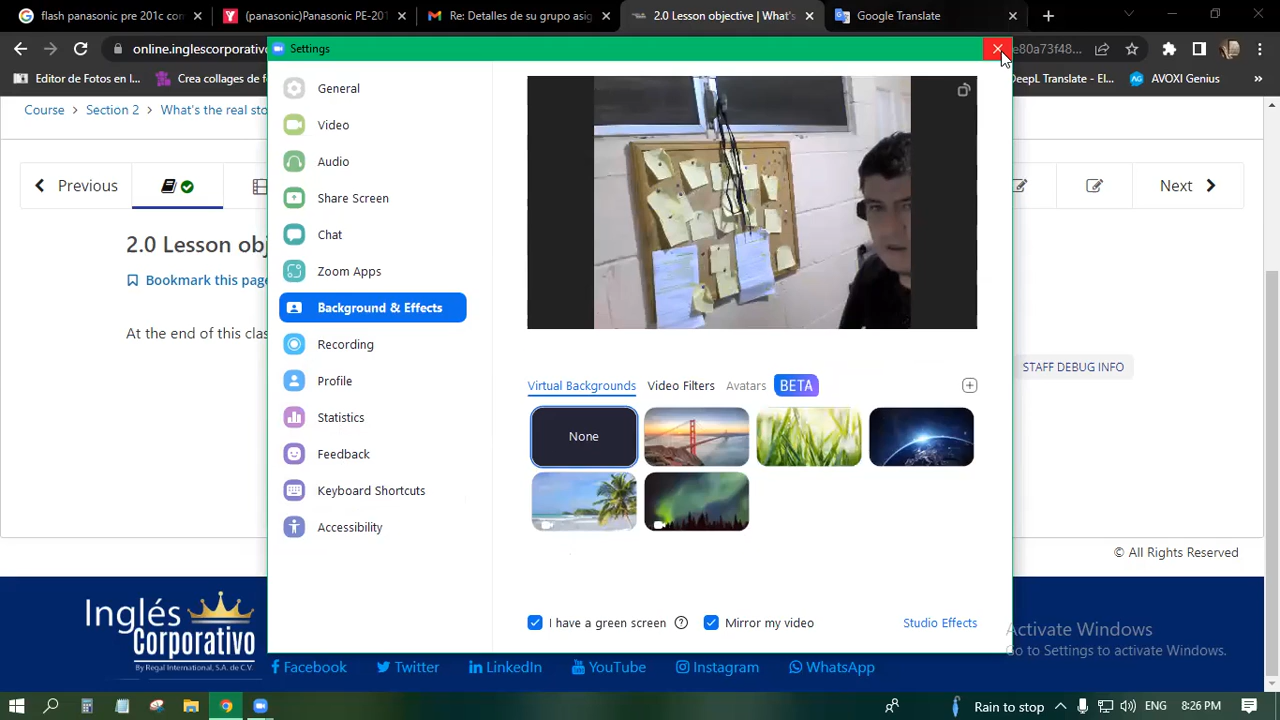 flash panasonic pre 201c con
(panasonic)Panasonic PE-201
Re: Detalles de su grupo asig
2.0 Lesson objective | What's
Google Translate
Settings
online.inglescorporativo
e80a73f48...
Editor de Fotos en l...
Crea collages de f
DeepL Translate - El...
AVOXI Genius
General
Video
Audio
Share Screen
Chat
Zoom Apps
Background & Effects
Recording
Profile
Statistics
Feedback
Keyboard Shortcuts
Accessibility
Virtual Backgrounds
Video Filters
Avatars
BETA
None
I have a green screen
Mirror my video
Studio Effects
Course
Section 2
What's the real sto
Previous
Next
2.0 Lesson obj
Bookmark this page
At the end of this clas
STAFF DEBUG INFO
© All Rights Reserved
Inglés
Corporativo
By Regal International, S.A. de C.V.
Facebook
Twitter
LinkedIn
YouTube
Instagram
WhatsApp
Activate Windows
Go to Settings to activate Windows.
Rain to stop
8:26 PM